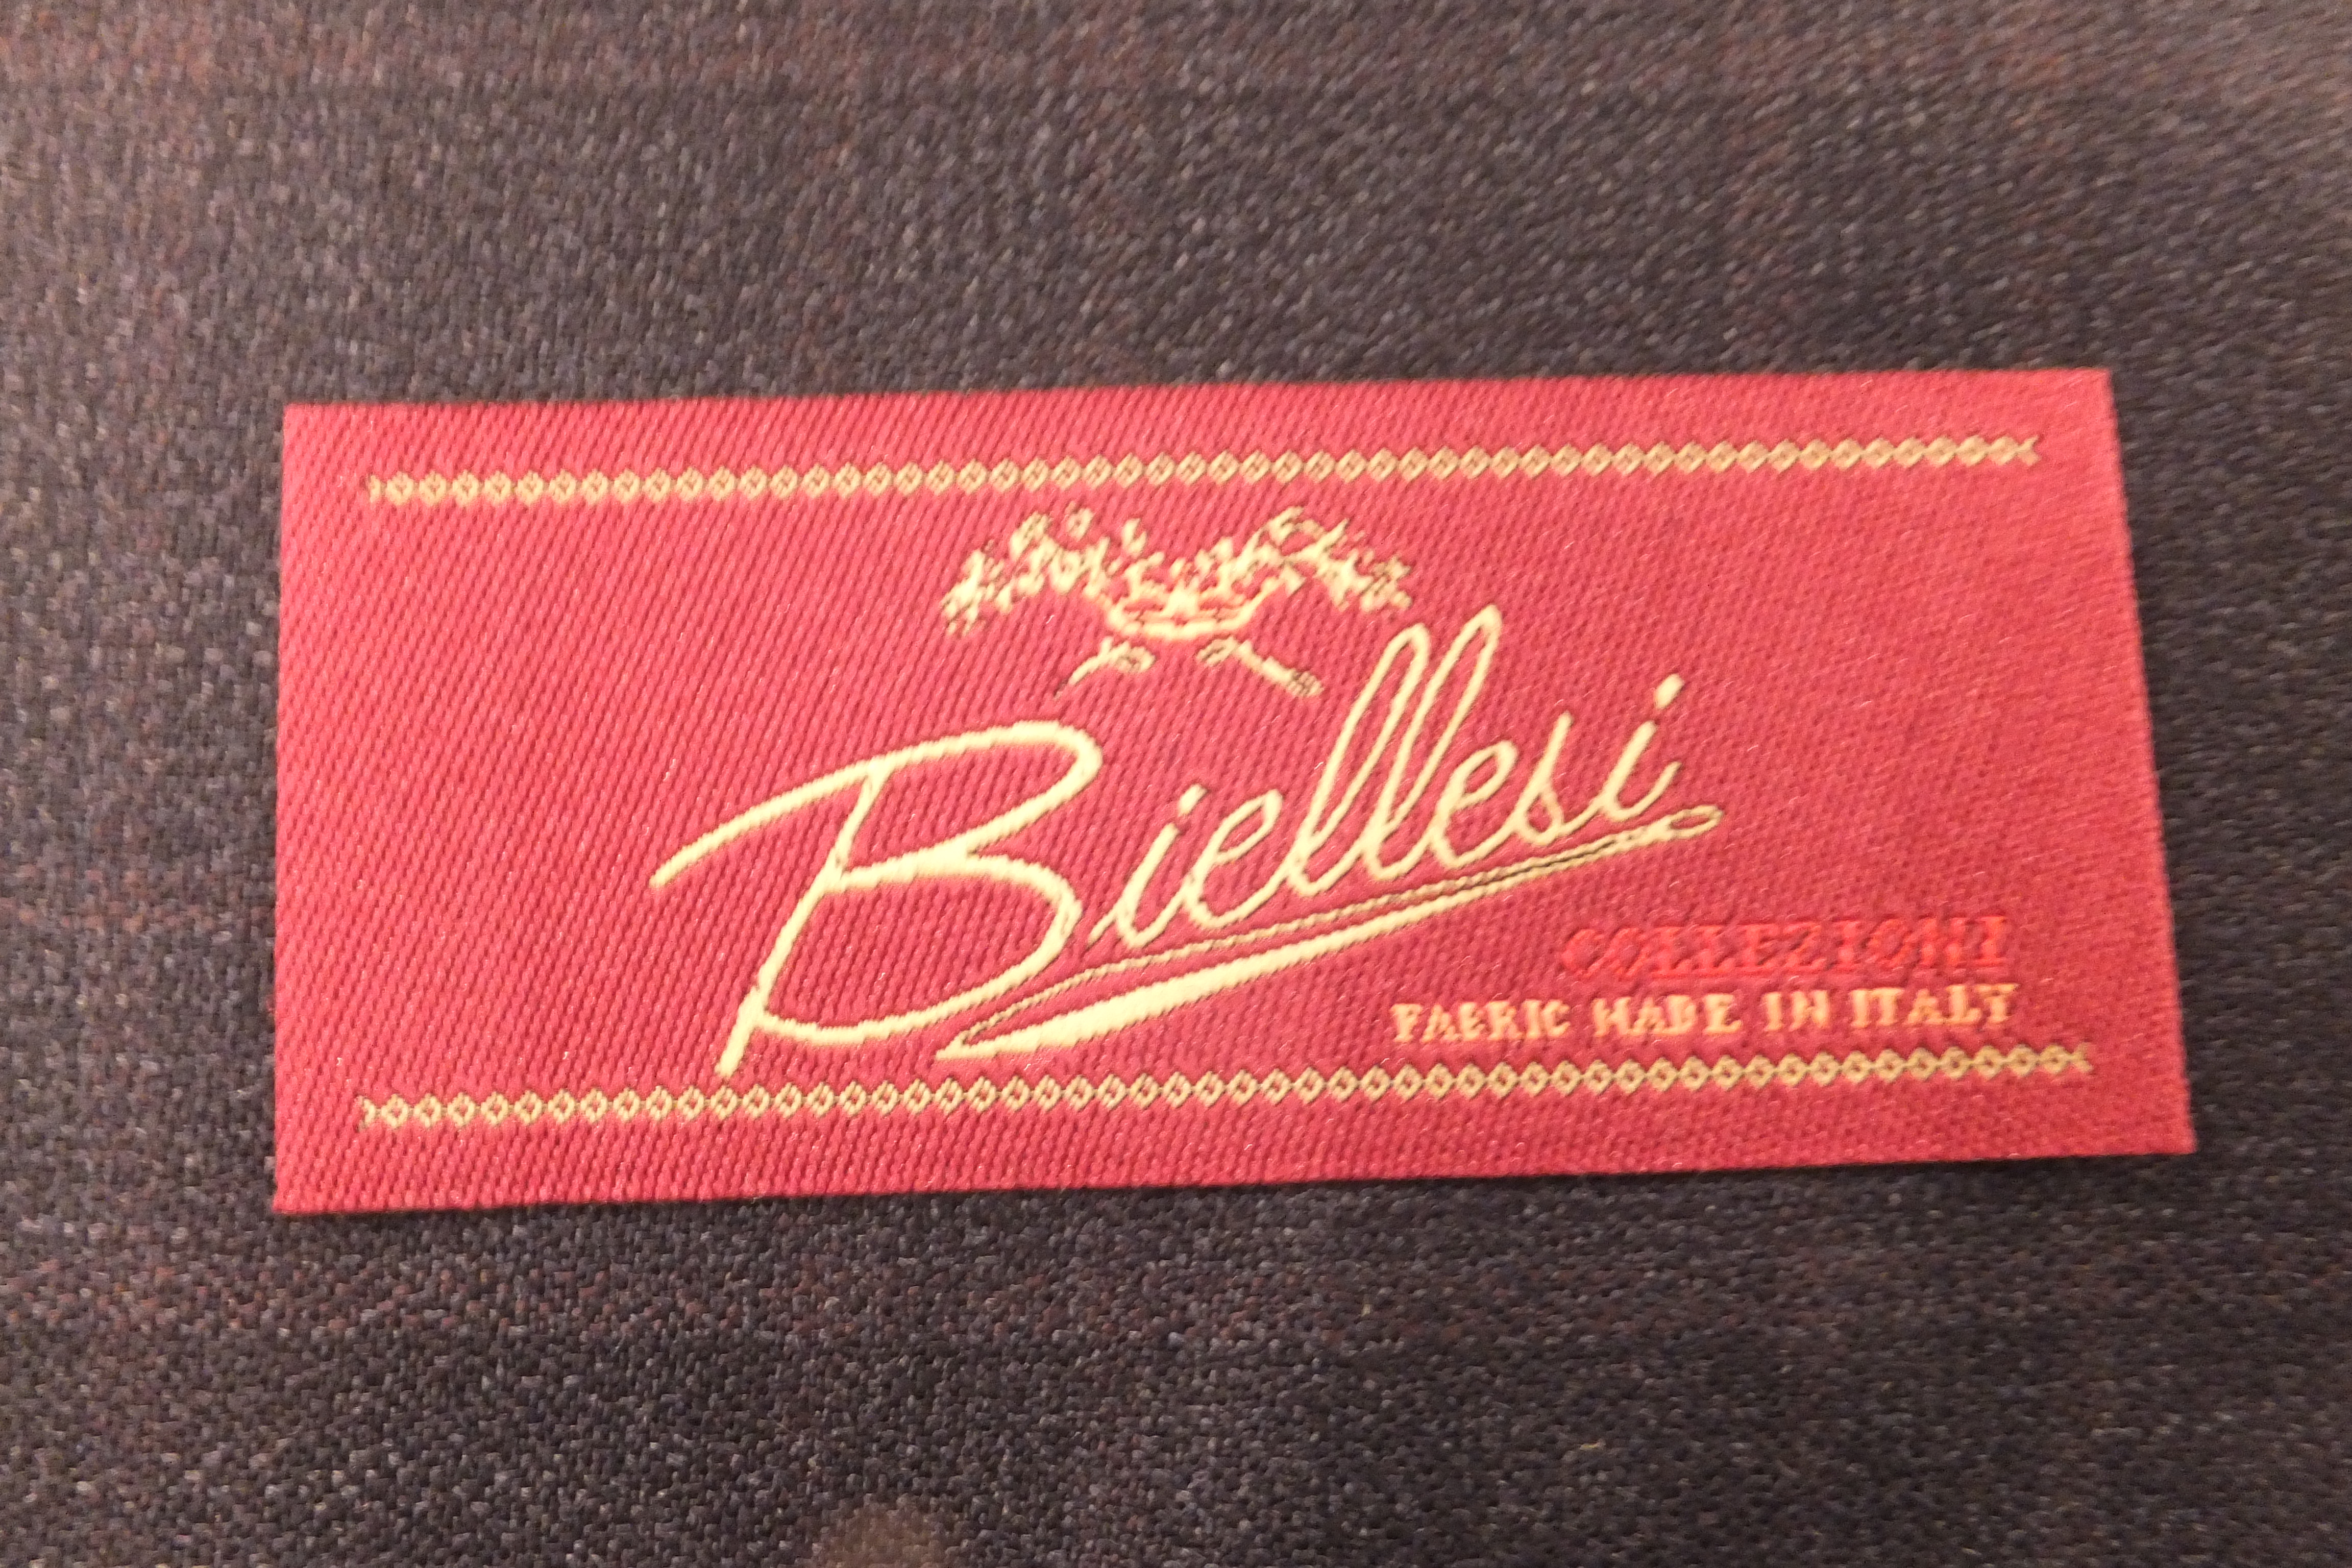 Biellesi
COLLEZIONI
FABRIC MADE IN ITALY